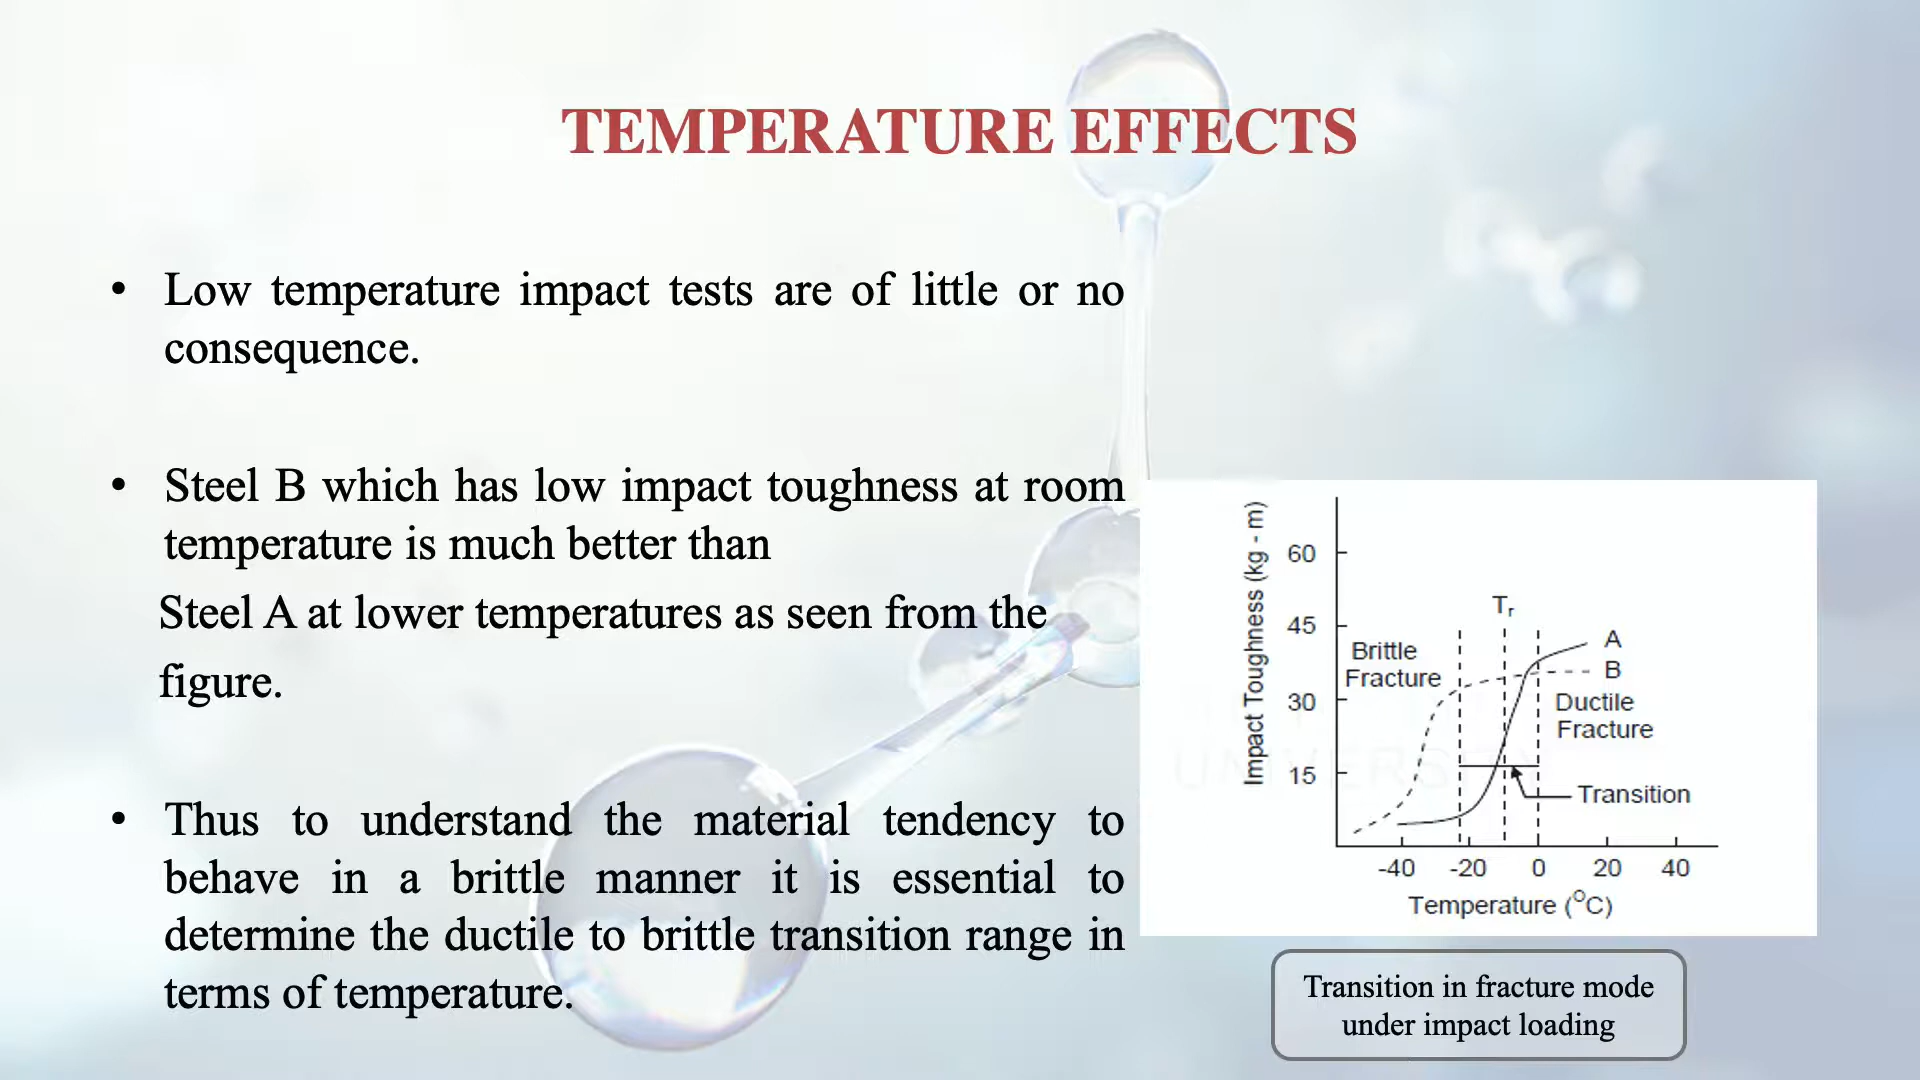 TEMPERATURE EFFECTS
• Low temperature impact tests are of little or no
consequence.
• Steel B which has low impact toughness at room
temperature is much better than
Steel A at lower temperatures as seen from the
figure.
• Thus to understand the material tendency to
behave in a brittle manner it is essential to
determine the ductile to brittle transition range in
terms of temperature.
Impact Toughness (kg - m)
60
45
30
15
Tr
Brittle
Fracture
A
B
Ductile
Fracture
Transition
-40 -20 0 20 40
Temperature (°C)
UNIVERSITY
Transition in fracture mode
under impact loading